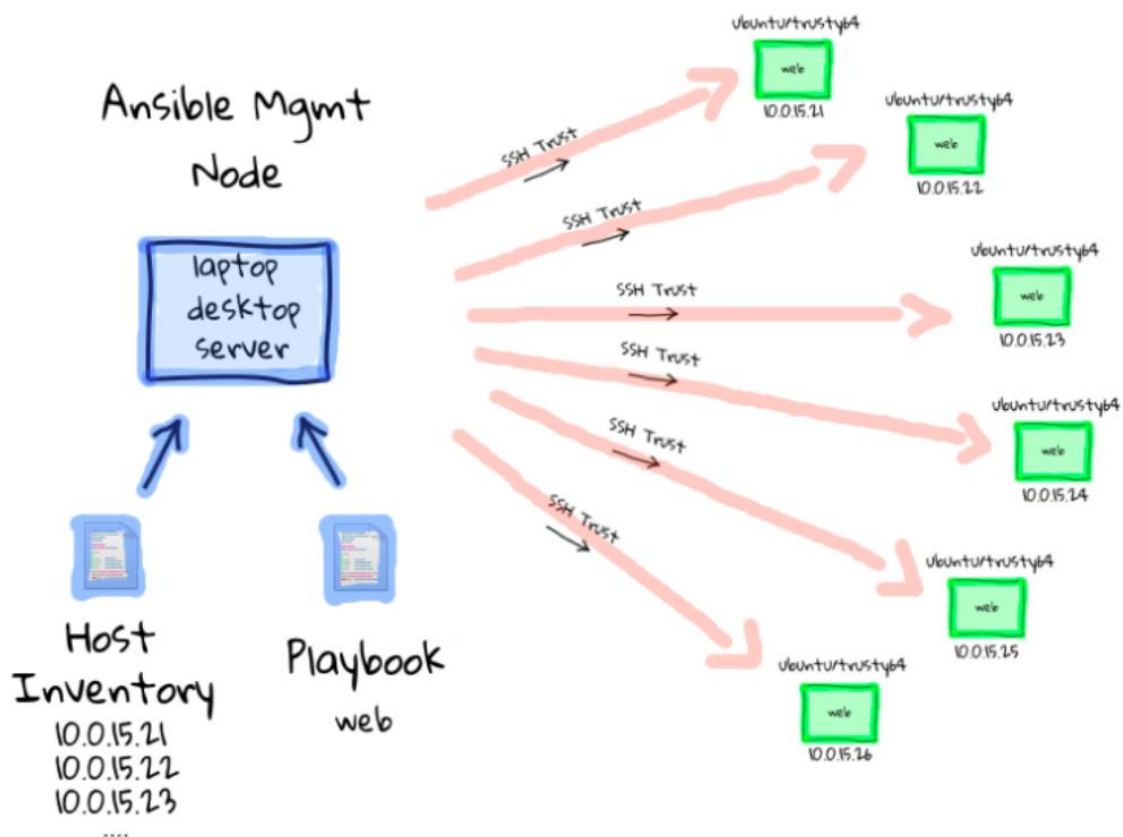 Ansible Mgmt
Node
laptop
desktop
server
Host
Inventory
10.0.15.21
10.0.15.22
10.0.15.23
....
Playbook
web
SSH Trust
SSH Trust
SSH Trust
SSH Trust
SSH Trust
SSH Trust
ubuntu/trusty64
web
10.0.15.21
ubuntu/trusty64
web
10.0.15.22
ubuntu/trusty64
web
10.0.15.23
ubuntu/trusty64
web
10.0.15.24
ubuntu/trusty64
web
10.0.15.25
ubuntu/trusty64
web
10.0.15.26